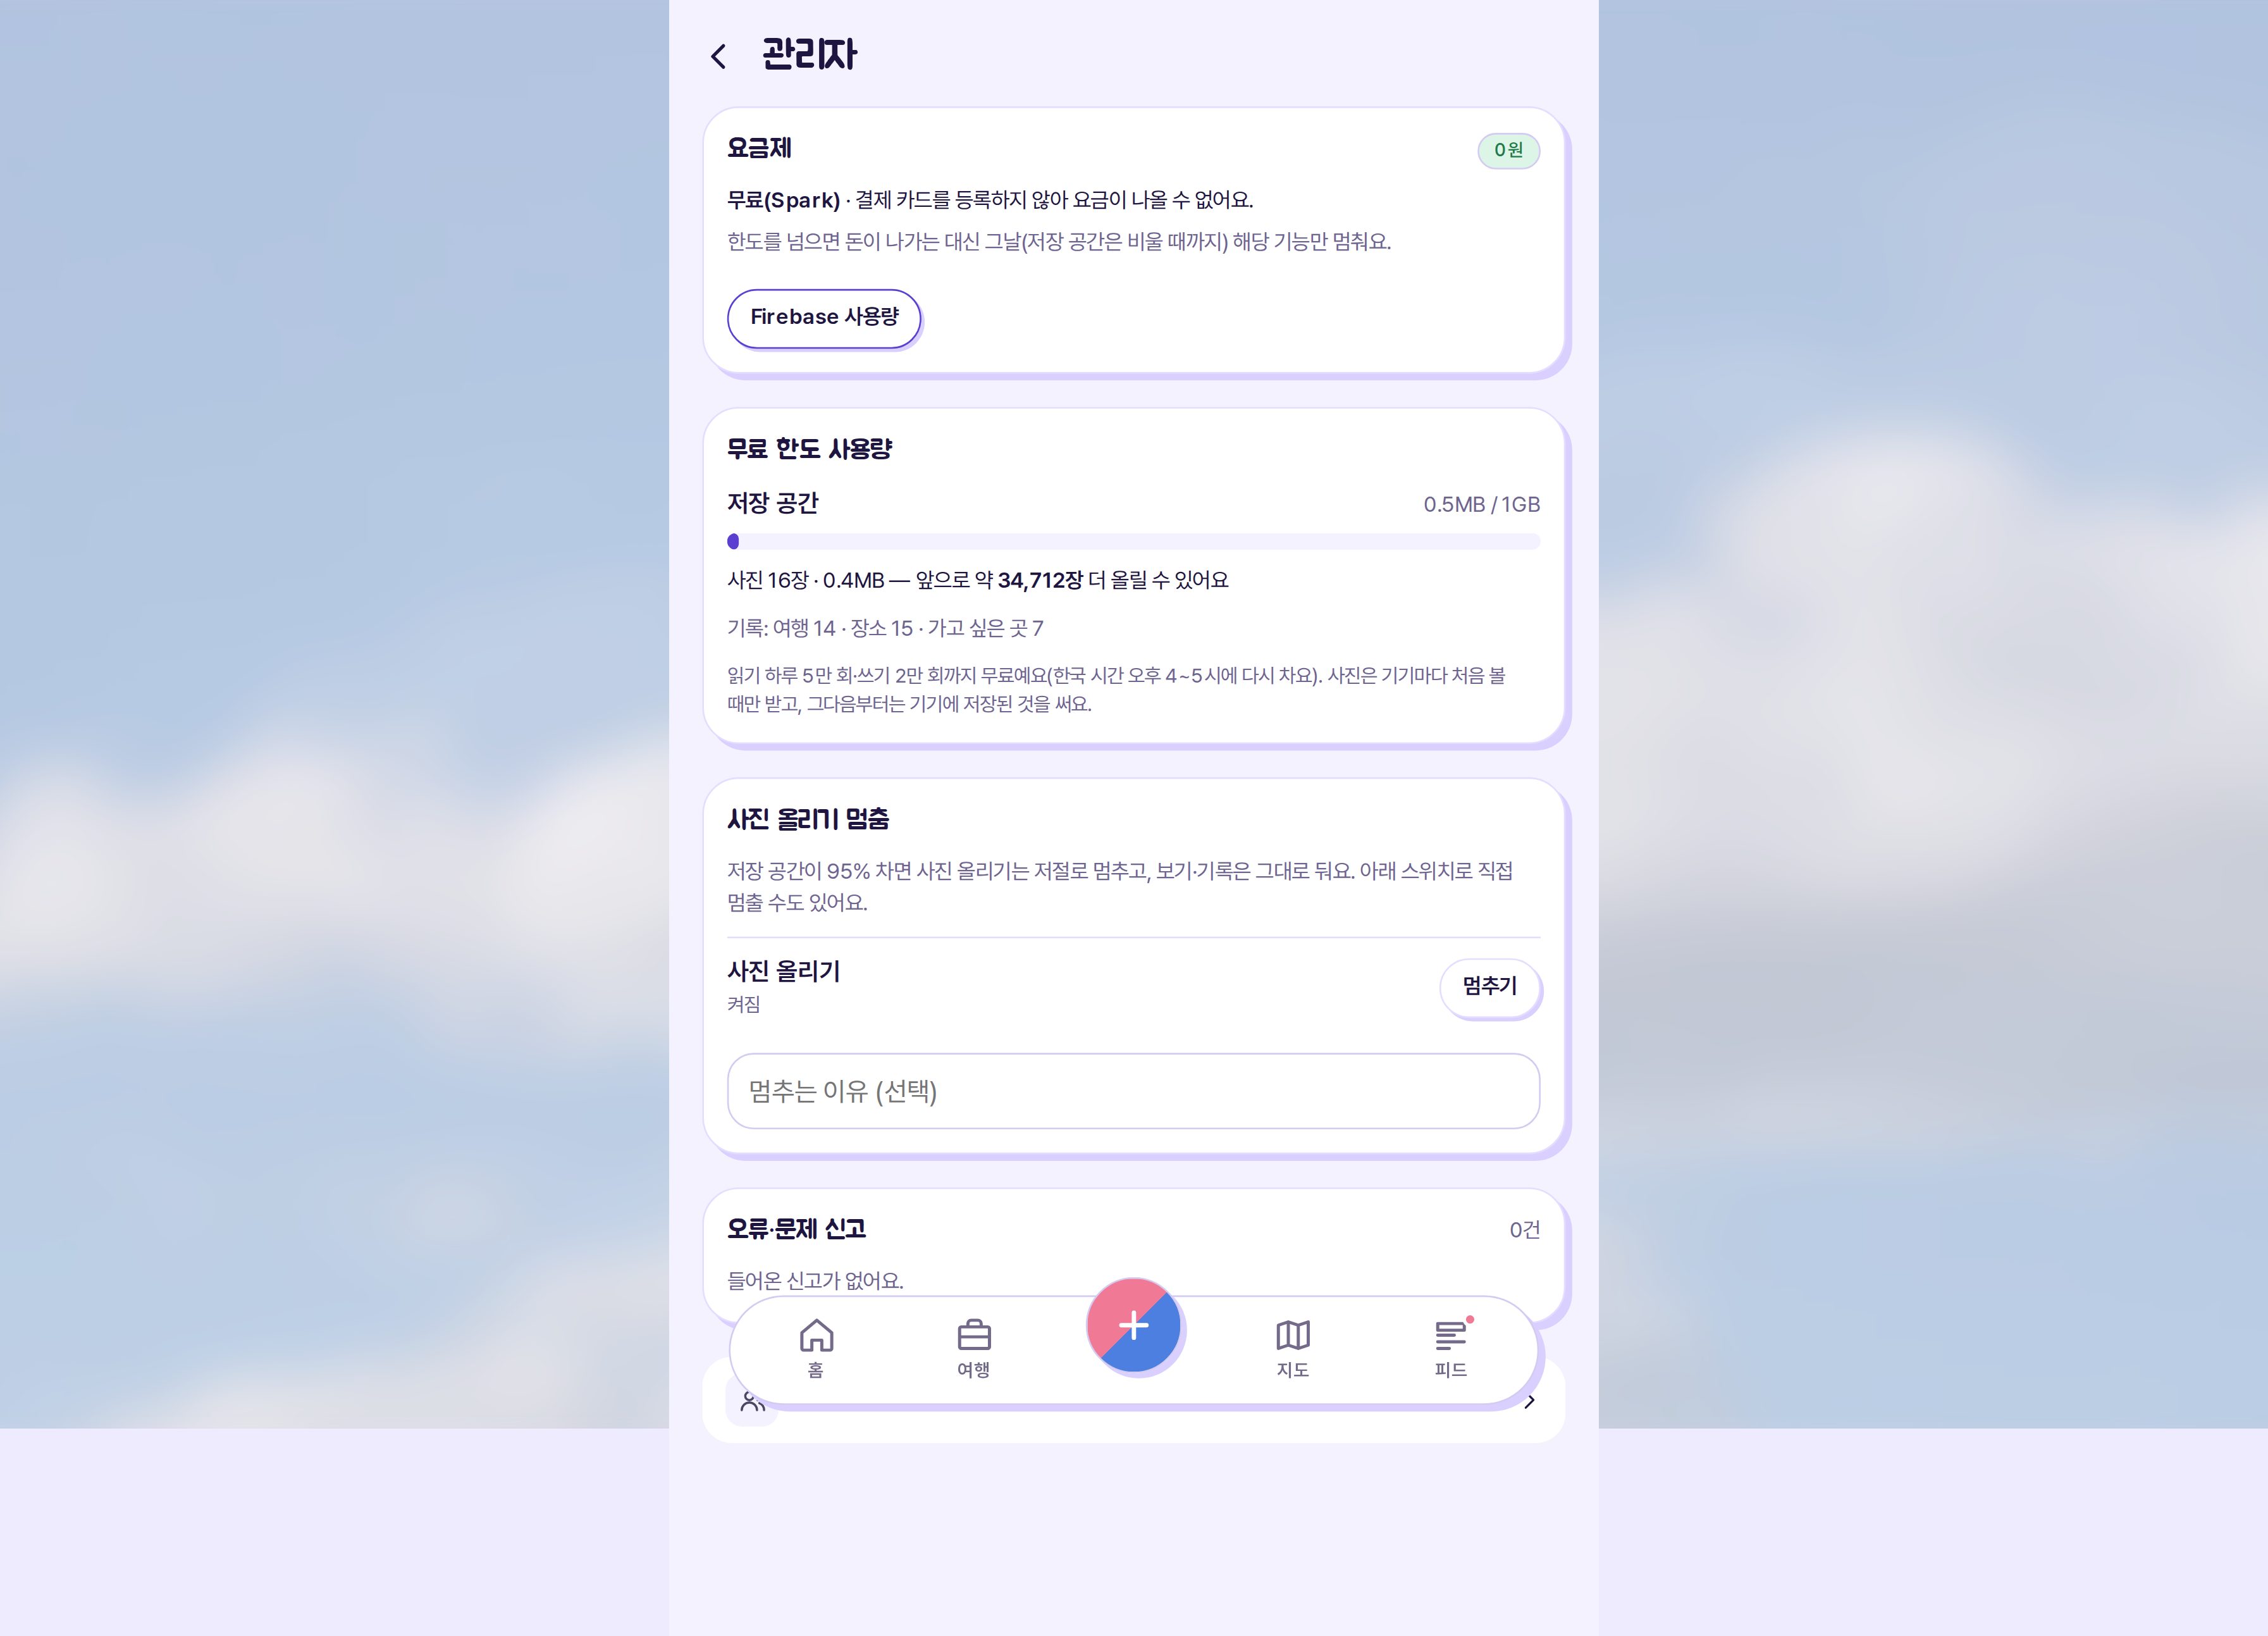 관리자
요금제
0원
무료(Spark) · 결제 카드를 등록하지 않아 요금이 나올 수 없어요.
한도를 넘으면 돈이 나가는 대신 그날(저장 공간은 비울 때까지) 해당 기능만 멈춰요.
Firebase 사용량
무료 한도 사용량
저장 공간
0.5MB / 1GB
사진 16장 · 0.4MB — 앞으로 약 34,712장 더 올릴 수 있어요
기록: 여행 14 · 장소 15 · 가고 싶은 곳 7
읽기 하루 5만 회·쓰기 2만 회까지 무료예요(한국 시간 오후 4~5시에 다시 차요). 사진은 기기마다 처음 볼
때만 받고, 그다음부터는 기기에 저장된 것을 써요.
사진 올리기 멈춤
저장 공간이 95% 차면 사진 올리기는 저절로 멈추고, 보기·기록은 그대로 둬요. 아래 스위치로 직접
멈출 수도 있어요.
사진 올리기
켜짐
멈추기
멈추는 이유 (선택)
오류·문제 신고
0건
들어온 신고가 없어요.
홈
여행
지도
피드